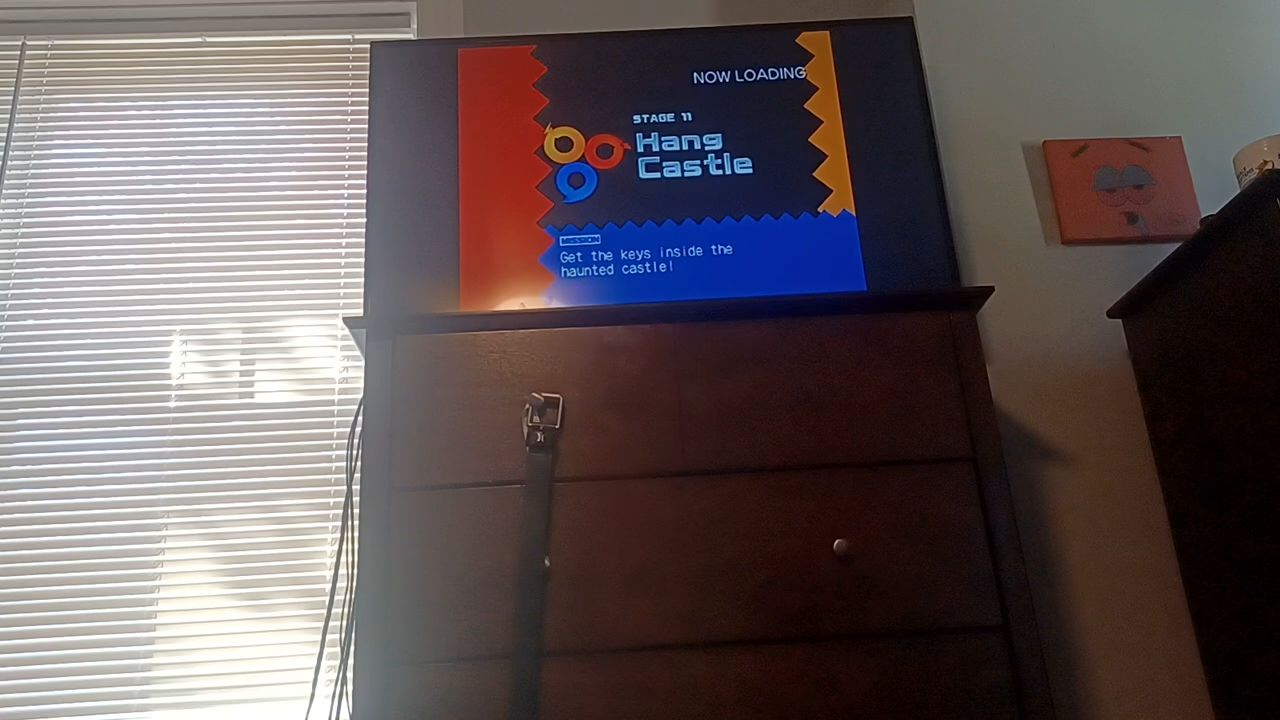 NOW LOADING
STAGE 11
Hang
Castle
MISSION
Get the keys inside the
haunted castle!